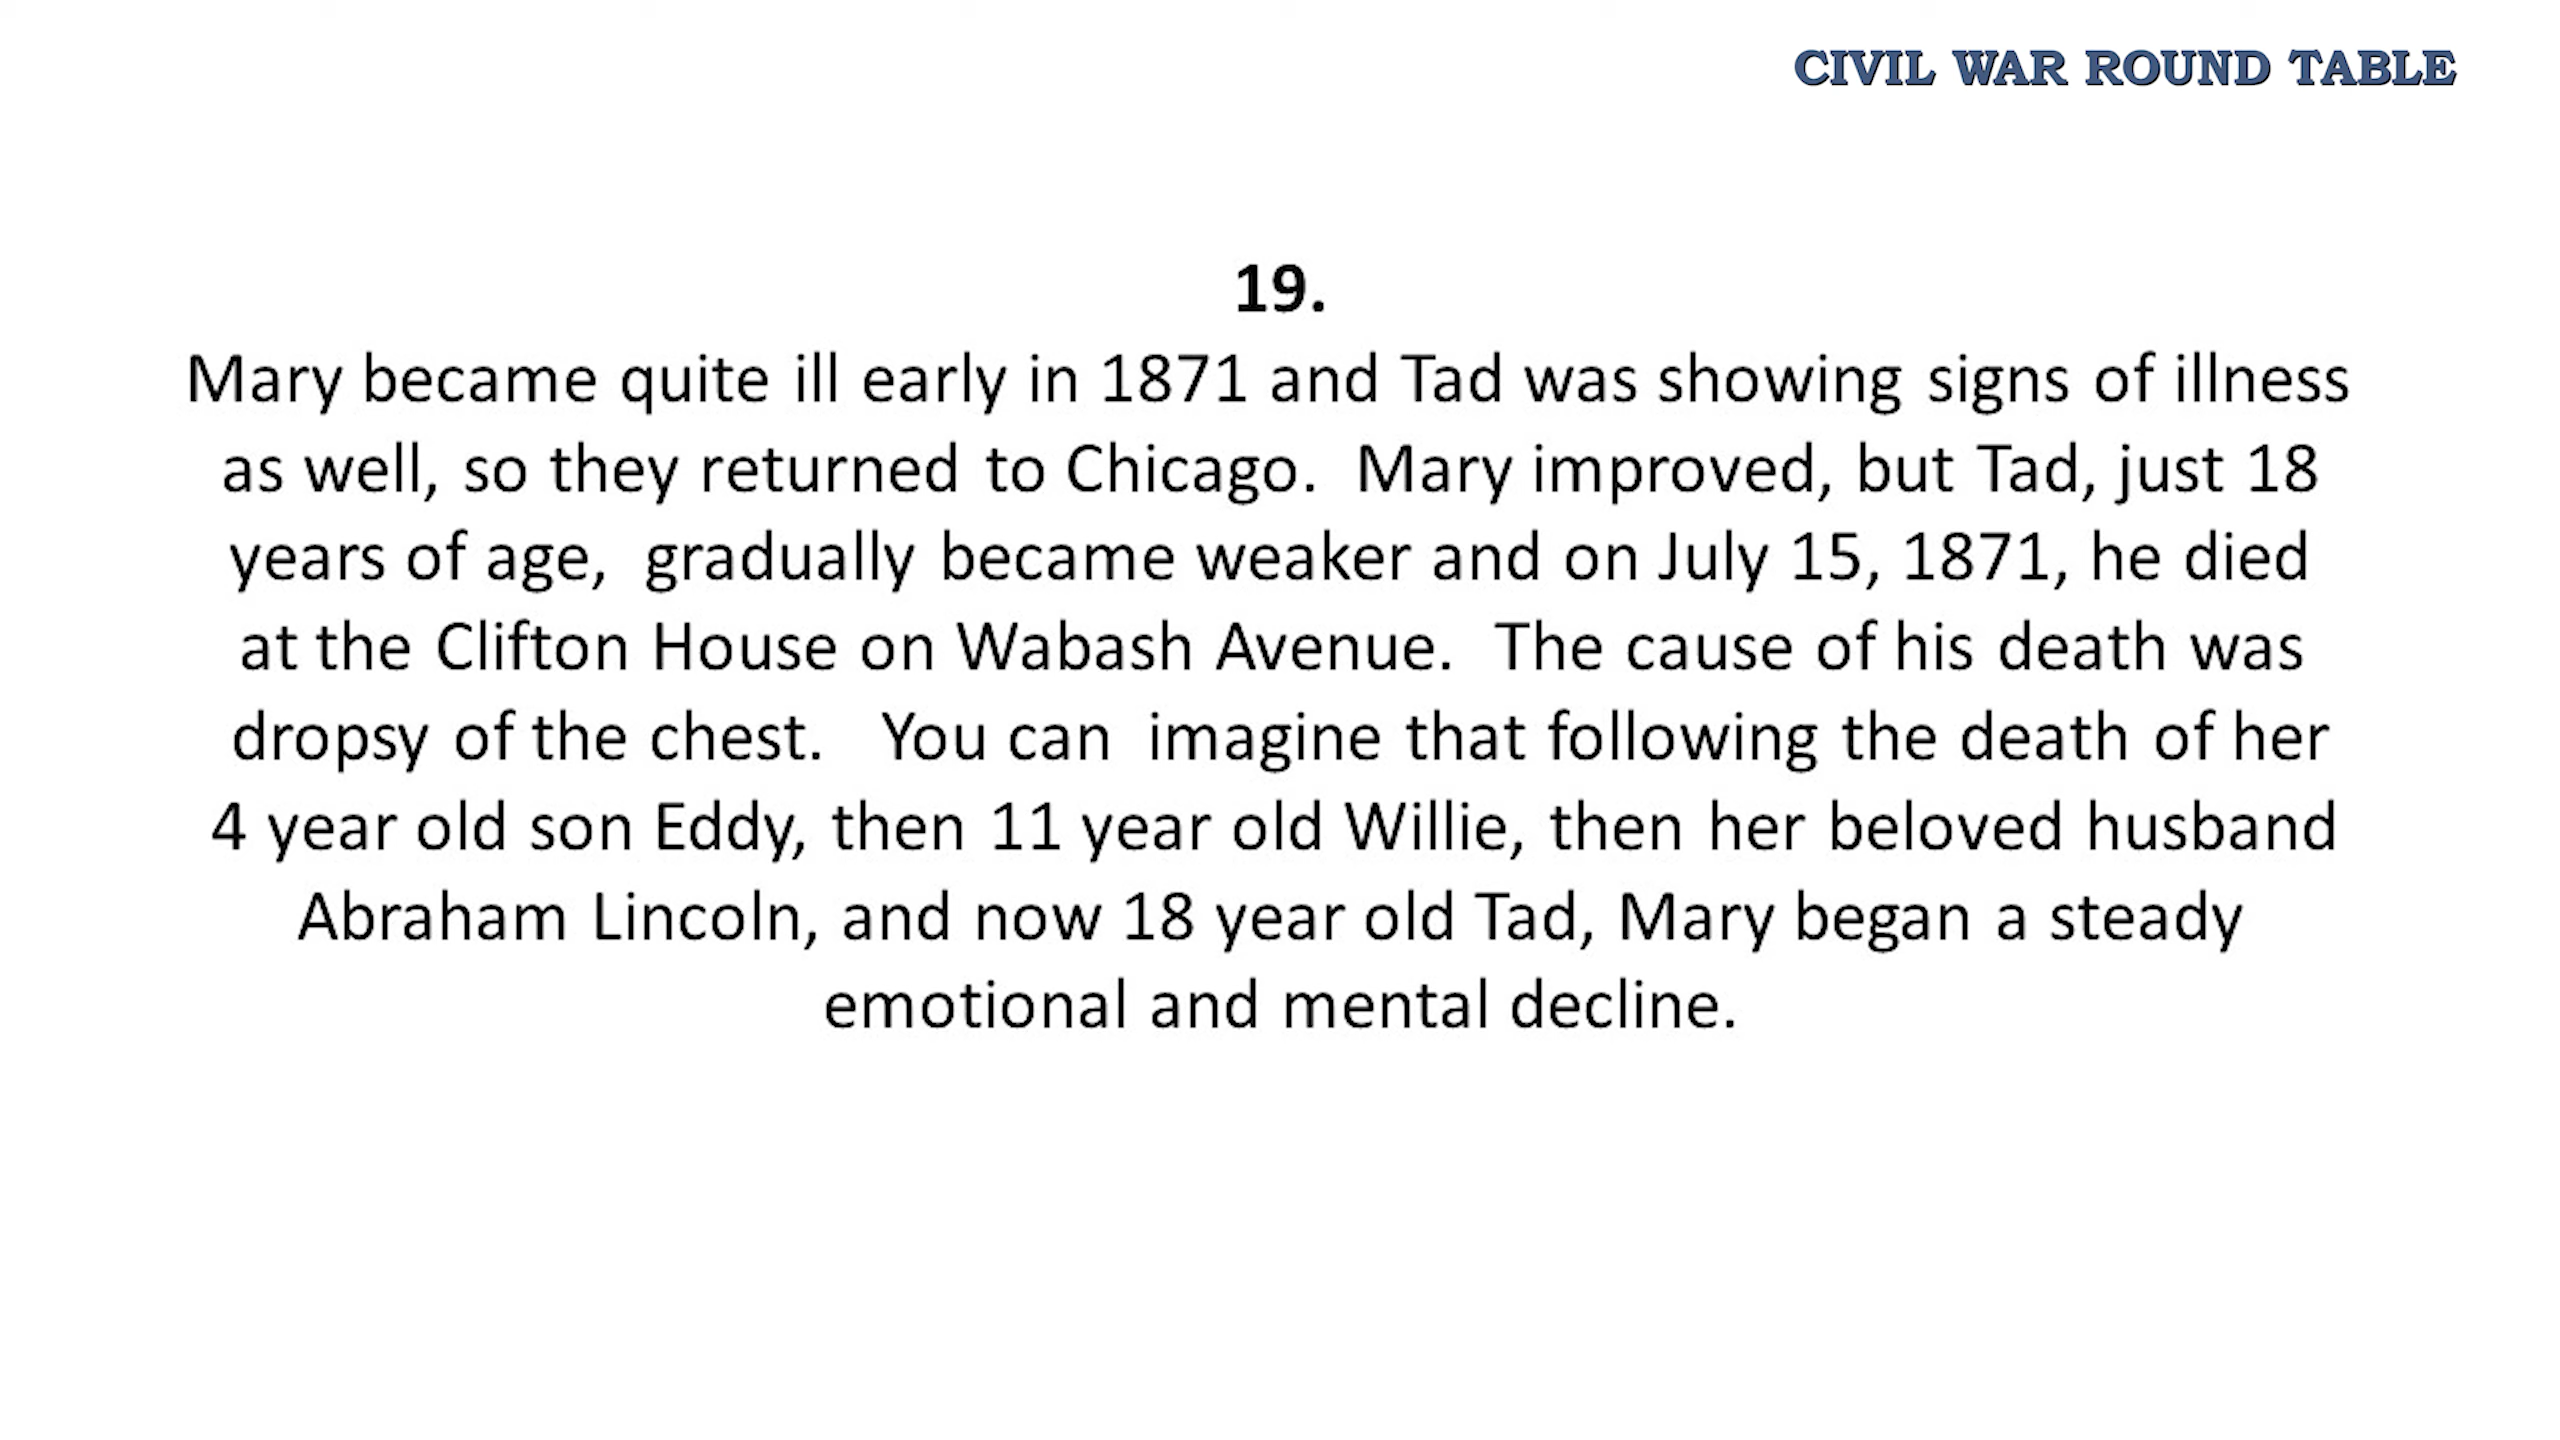 CIVIL WAR ROUND TABLE
19.
Mary became quite ill early in 1871 and Tad was showing signs of illness
as well, so they returned to Chicago.  Mary improved, but Tad, just 18
years of age,  gradually became weaker and on July 15, 1871, he died
at the Clifton House on Wabash Avenue.  The cause of his death was
dropsy of the chest.   You can  imagine that following the death of her
4 year old son Eddy, then 11 year old Willie, then her beloved husband
Abraham Lincoln, and now 18 year old Tad, Mary began a steady
emotional and mental decline.